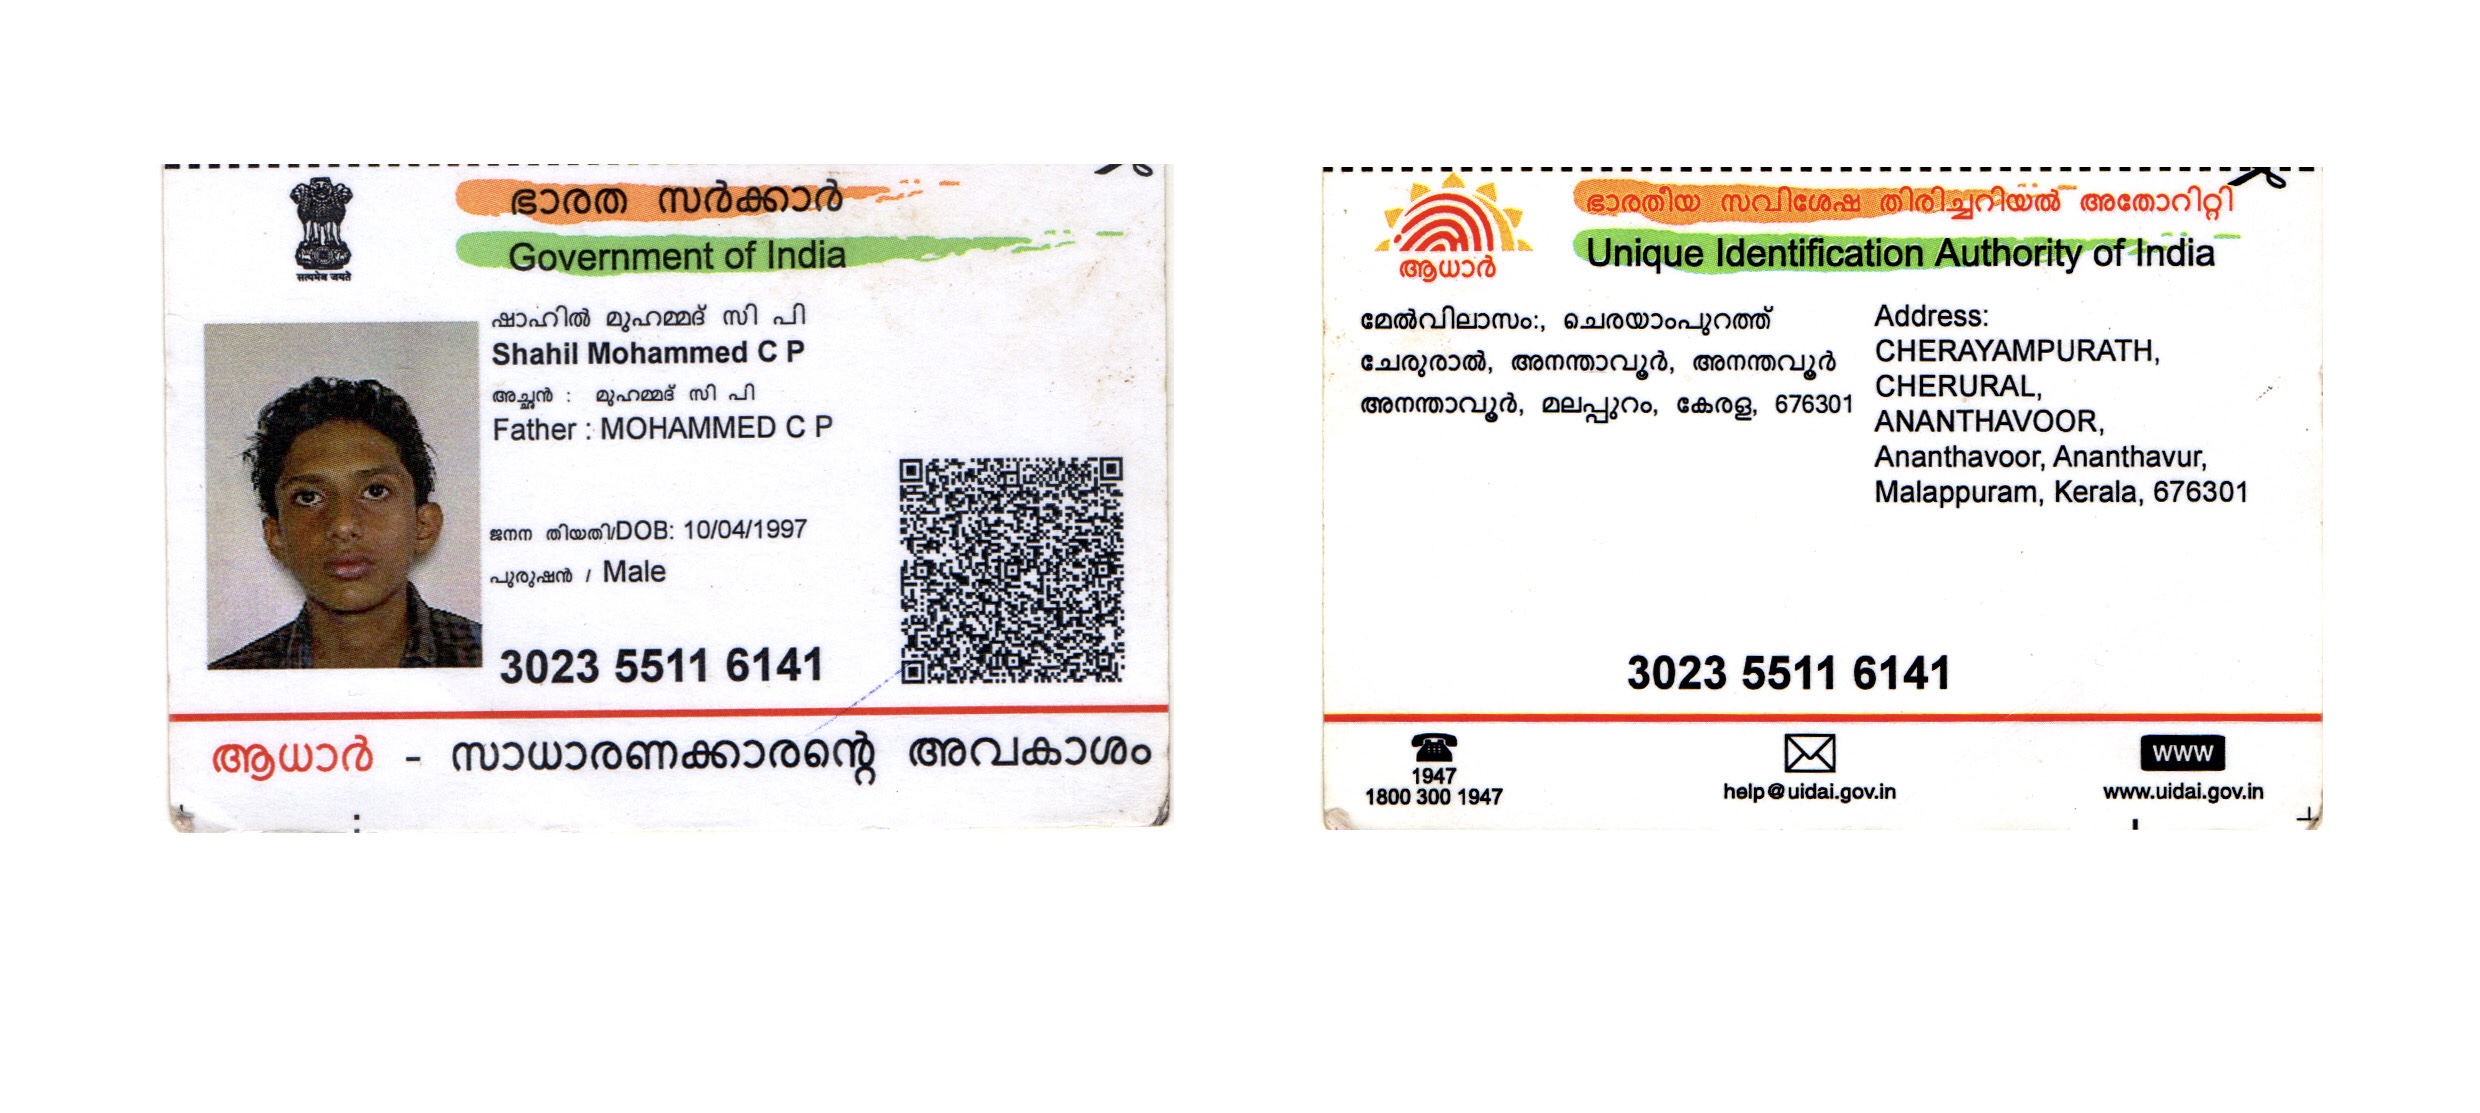 ഭാരത സർക്കാർ
Government of India
सत्यमेव जयते
ഷാഹിൽ മുഹമ്മദ് സി പി
Shahil Mohammed C P
അച്ഛൻ : മുഹമ്മദ് സി പി
Father : MOHAMMED C P
ജനന തിയതി/DOB: 10/04/1997
പുരുഷൻ / Male
3023 5511 6141
ആധാർ - സാധാരണക്കാരന്റെ അവകാശം
ഭാരതീയ സവിശേഷ തിരിച്ചറിയൽ അതോറിറ്റി
Unique Identification Authority of India
ആധാർ
മേൽവിലാസം:, ചെരയാംപുറത്ത്
ചേരുരാൽ, അനന്താവൂർ, അനന്തവൂർ
അനന്താവൂർ, മലപ്പുറം, കേരള, 676301
Address:
CHERAYAMPURATH,
CHERURAL,
ANANTHAVOOR,
Ananthavoor, Ananthavur,
Malappuram, Kerala, 676301
3023 5511 6141
1947
1800 300 1947
help@uidai.gov.in
www
www.uidai.gov.in